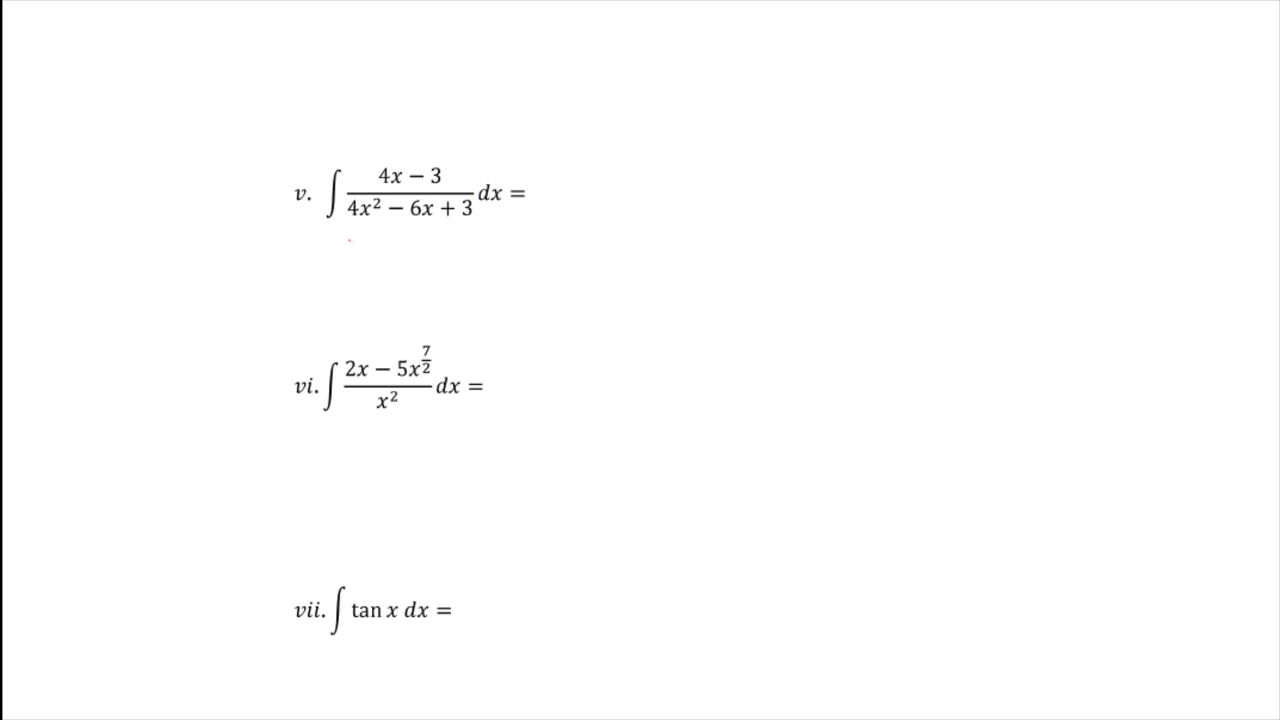 v. ∫ (4x − 3)/(4x² − 6x + 3) dx =
vi. ∫ (2x − 5x^(7/2))/x² dx =
vii. ∫ tan x dx =